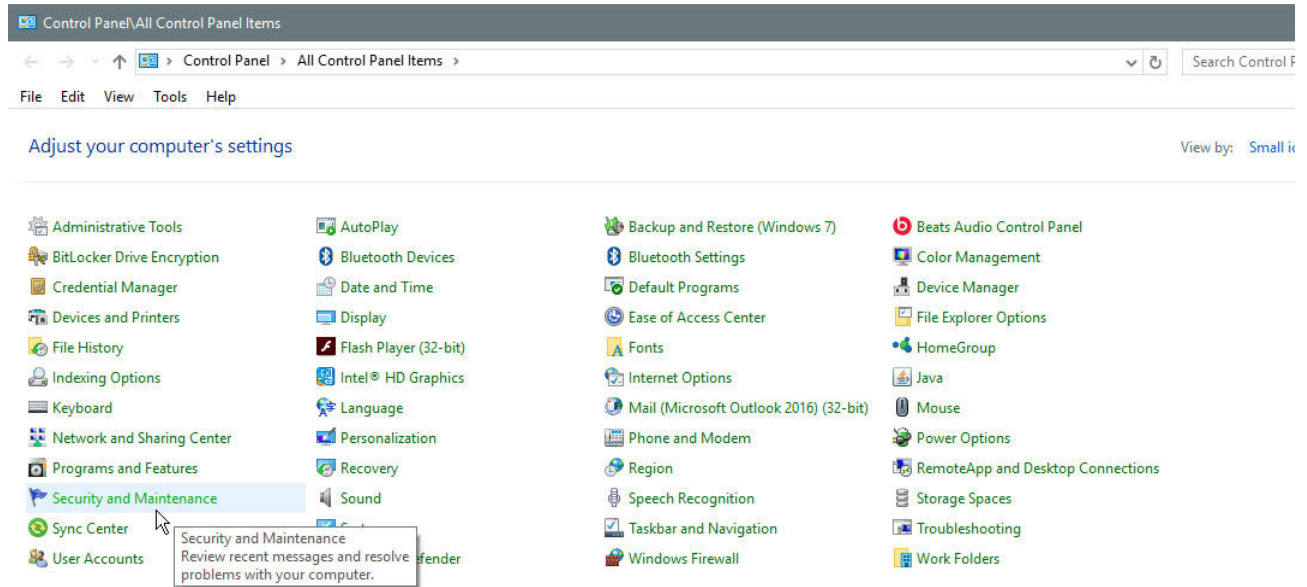 Control Panel\All Control Panel Items
Control Panel > All Control Panel Items >
Search Control
File Edit View Tools Help
Adjust your computer's settings
View by: Small
Administrative Tools AutoPlay Backup and Restore (Windows 7) Beats Audio Control Panel
BitLocker Drive Encryption Bluetooth Devices Bluetooth Settings Color Management
Credential Manager Date and Time Default Programs Device Manager
Devices and Printers Display Ease of Access Center File Explorer Options
File History Flash Player (32-bit) Fonts HomeGroup
Indexing Options Intel® HD Graphics Internet Options Java
Keyboard Language Mail (Microsoft Outlook 2016) (32-bit) Mouse
Network and Sharing Center Personalization Phone and Modem Power Options
Programs and Features Recovery Region RemoteApp and Desktop Connections
Security and Maintenance Sound Speech Recognition Storage Spaces
Sync Center Taskbar and Navigation Troubleshooting
User Accounts Windows Firewall Work Folders
Security and Maintenance
Review recent messages and resolve
problems with your computer.